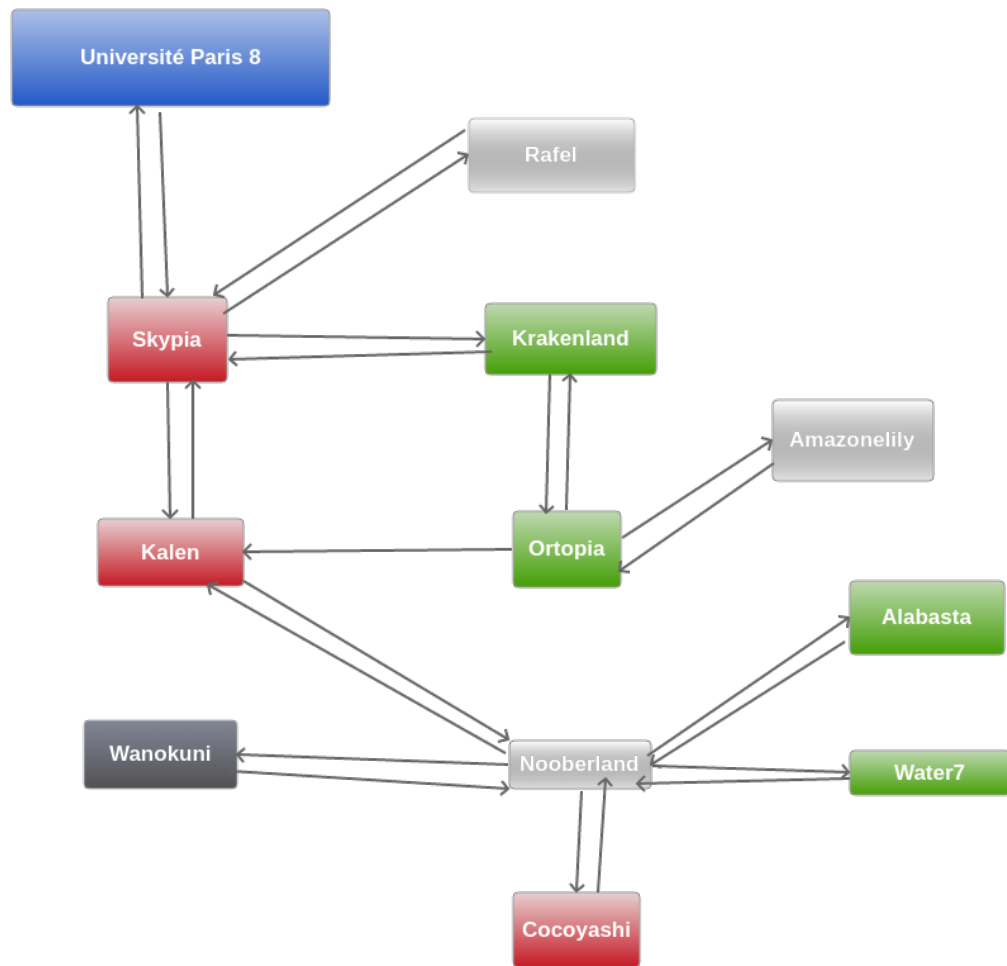 Université Paris 8
Rafel
Skypia
Krakenland
Amazonelily
Kalen
Ortopia
Alabasta
Wanokuni
Nooberland
Water7
Cocoyashi